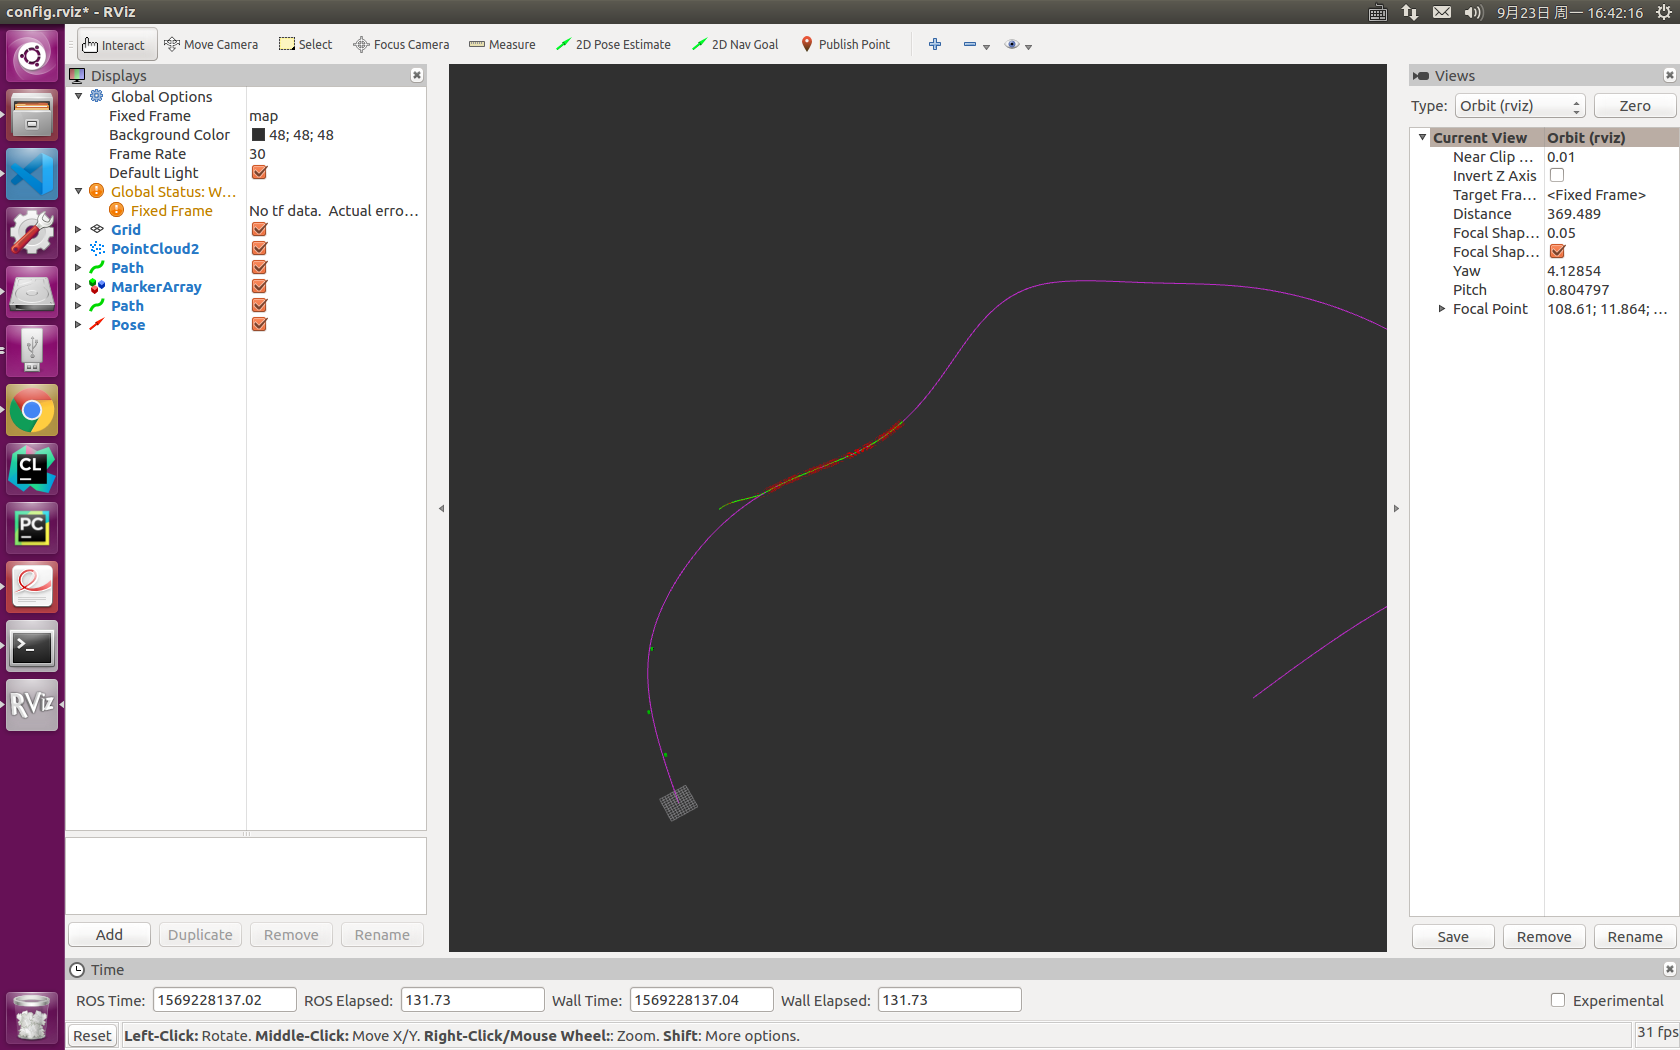 config.rviz* - RViz
9月23日 周一 16:42:16
Interact
Move Camera
Select
Focus Camera
Measure
2D Pose Estimate
2D Nav Goal
Publish Point
Displays
Global Options
Fixed Frame map
Background Color 48; 48; 48
Frame Rate 30
Default Light
Global Status: W...
Fixed Frame No tf data. Actual erro...
Grid
PointCloud2
Path
MarkerArray
Path
Pose
Add
Duplicate
Remove
Rename
Views
Type: Orbit (rviz) Zero
Current View Orbit (rviz)
Near Clip ... 0.01
Invert Z Axis
Target Fra... <Fixed Frame>
Distance 369.489
Focal Shap... 0.05
Focal Shap...
Yaw 4.12854
Pitch 0.804797
Focal Point 108.61; 11.864; ...
Save
Remove
Rename
Time
ROS Time: 1569228137.02 ROS Elapsed: 131.73 Wall Time: 1569228137.04 Wall Elapsed: 131.73 Experimental
Reset Left-Click: Rotate. Middle-Click: Move X/Y. Right-Click/Mouse Wheel:: Zoom. Shift: More options. 31 fps
CL
PC
>_
RViz